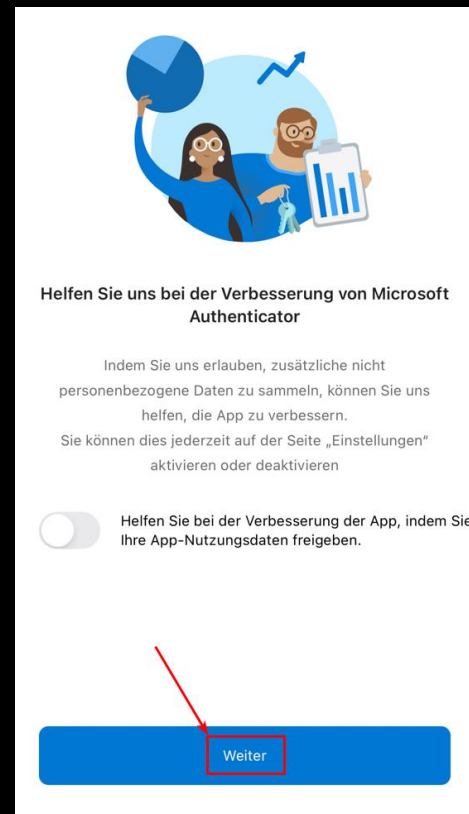 Helfen Sie uns bei der Verbesserung von Microsoft
Authenticator
Indem Sie uns erlauben, zusätzliche nicht
personenbezogene Daten zu sammeln, können Sie uns
helfen, die App zu verbessern.
Sie können dies jederzeit auf der Seite „Einstellungen"
aktivieren oder deaktivieren
Helfen Sie bei der Verbesserung der App, indem Sie
Ihre App-Nutzungsdaten freigeben.
Weiter